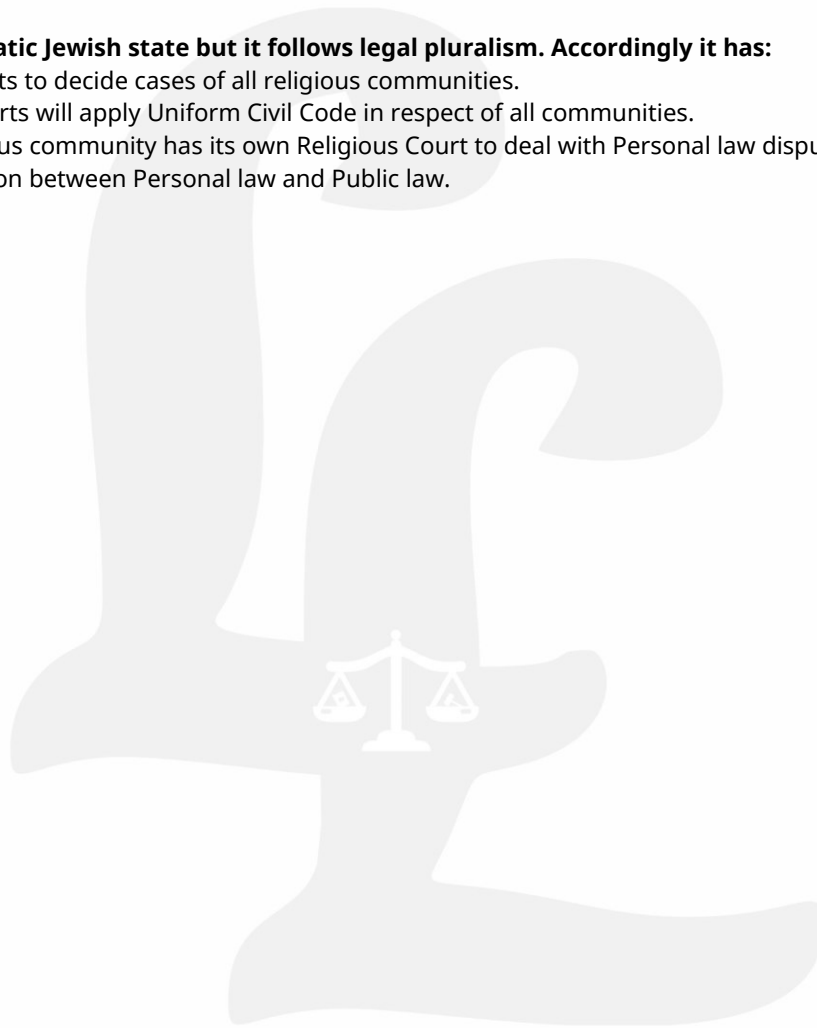 atic Jewish state but it follows legal pluralism. Accordingly it has:
ts to decide cases of all religious communities.
rts will apply Uniform Civil Code in respect of all communities.
us community has its own Religious Court to deal with Personal law dispu
on between Personal law and Public law.